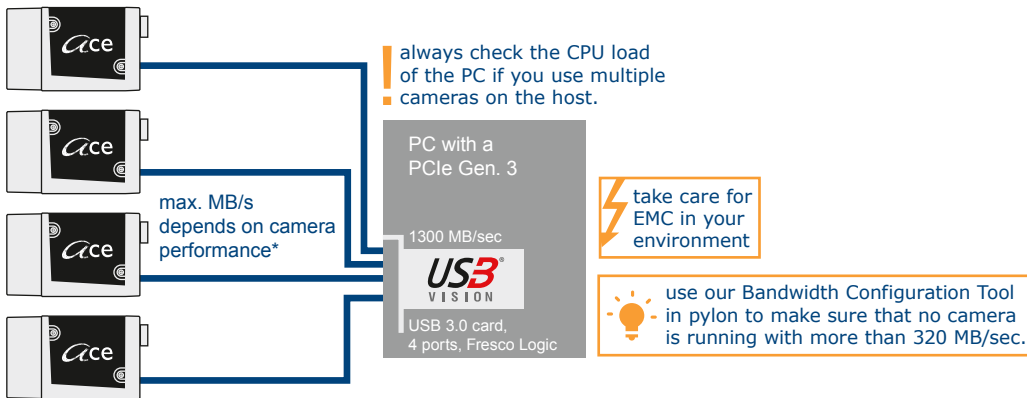 ace
ace
ace
ace
max. MB/s
depends on camera
performance*
!
always check the CPU load
of the PC if you use multiple
cameras on the host.
PC with a
PCIe Gen. 3
1300 MB/sec
USB®
VISION
USB 3.0 card,
4 ports, Fresco Logic
take care for
EMC in your
environment
use our Bandwidth Configuration Tool
in pylon to make sure that no camera
is running with more than 320 MB/sec.